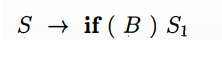 S → if ( B ) S₁